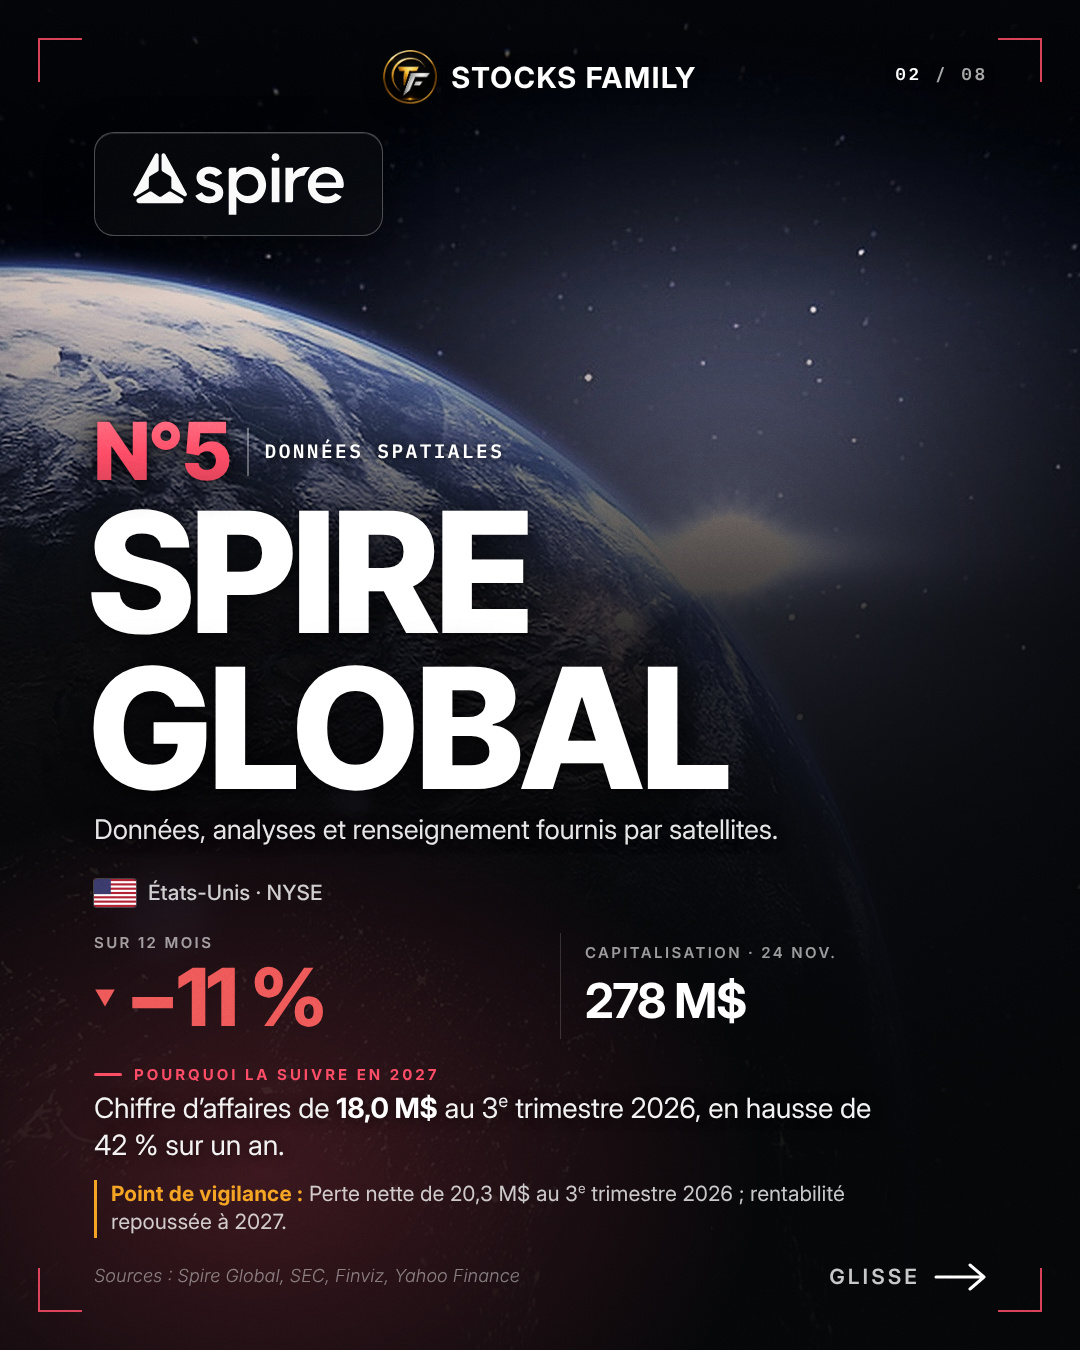 TF STOCKS FAMILY
02 / 08
spire
N°5 DONNÉES SPATIALES
SPIRE
GLOBAL
Données, analyses et renseignement fournis par satellites.
États-Unis · NYSE
SUR 12 MOIS
▼ –11 %
CAPITALISATION · 24 NOV.
278 M$
POURQUOI LA SUIVRE EN 2027
Chiffre d’affaires de 18,0 M$ au 3e trimestre 2026, en hausse de
42 % sur un an.
Point de vigilance : Perte nette de 20,3 M$ au 3e trimestre 2026 ; rentabilité
repoussée à 2027.
Sources : Spire Global, SEC, Finviz, Yahoo Finance
GLISSE →